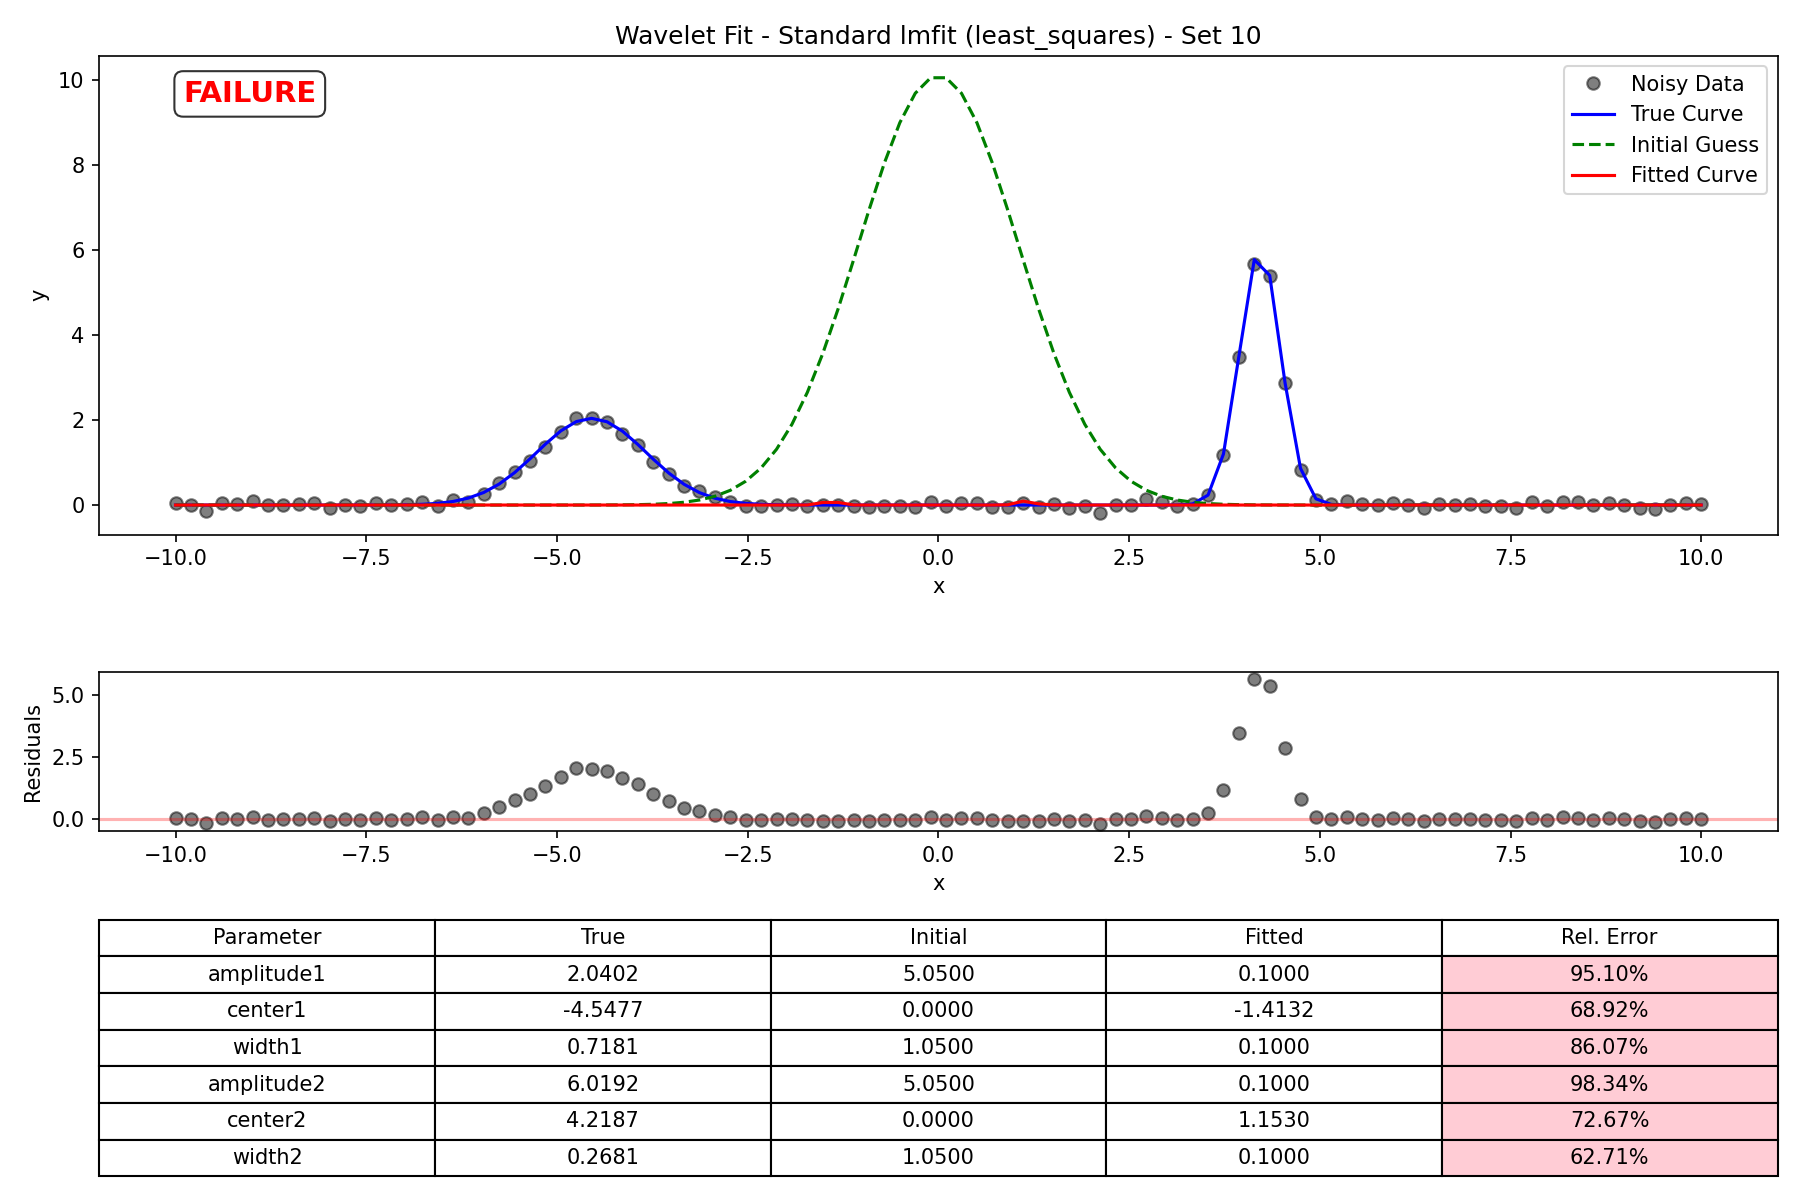 Wavelet Fit - Standard lmfit (least_squares) - Set 10
FAILURE
Noisy Data
True Curve
Initial Guess
Fitted Curve
10
8
6
4
2
0
y
−10.0 −7.5 −5.0 −2.5 0.0 2.5 5.0 7.5 10.0
x
5.0
2.5
0.0
Residuals
−10.0 −7.5 −5.0 −2.5 0.0 2.5 5.0 7.5 10.0
x
Parameter True Initial Fitted Rel. Error
amplitude1 2.0402 5.0500 0.1000 95.10%
center1 -4.5477 0.0000 -1.4132 68.92%
width1 0.7181 1.0500 0.1000 86.07%
amplitude2 6.0192 5.0500 0.1000 98.34%
center2 4.2187 0.0000 1.1530 72.67%
width2 0.2681 1.0500 0.1000 62.71%